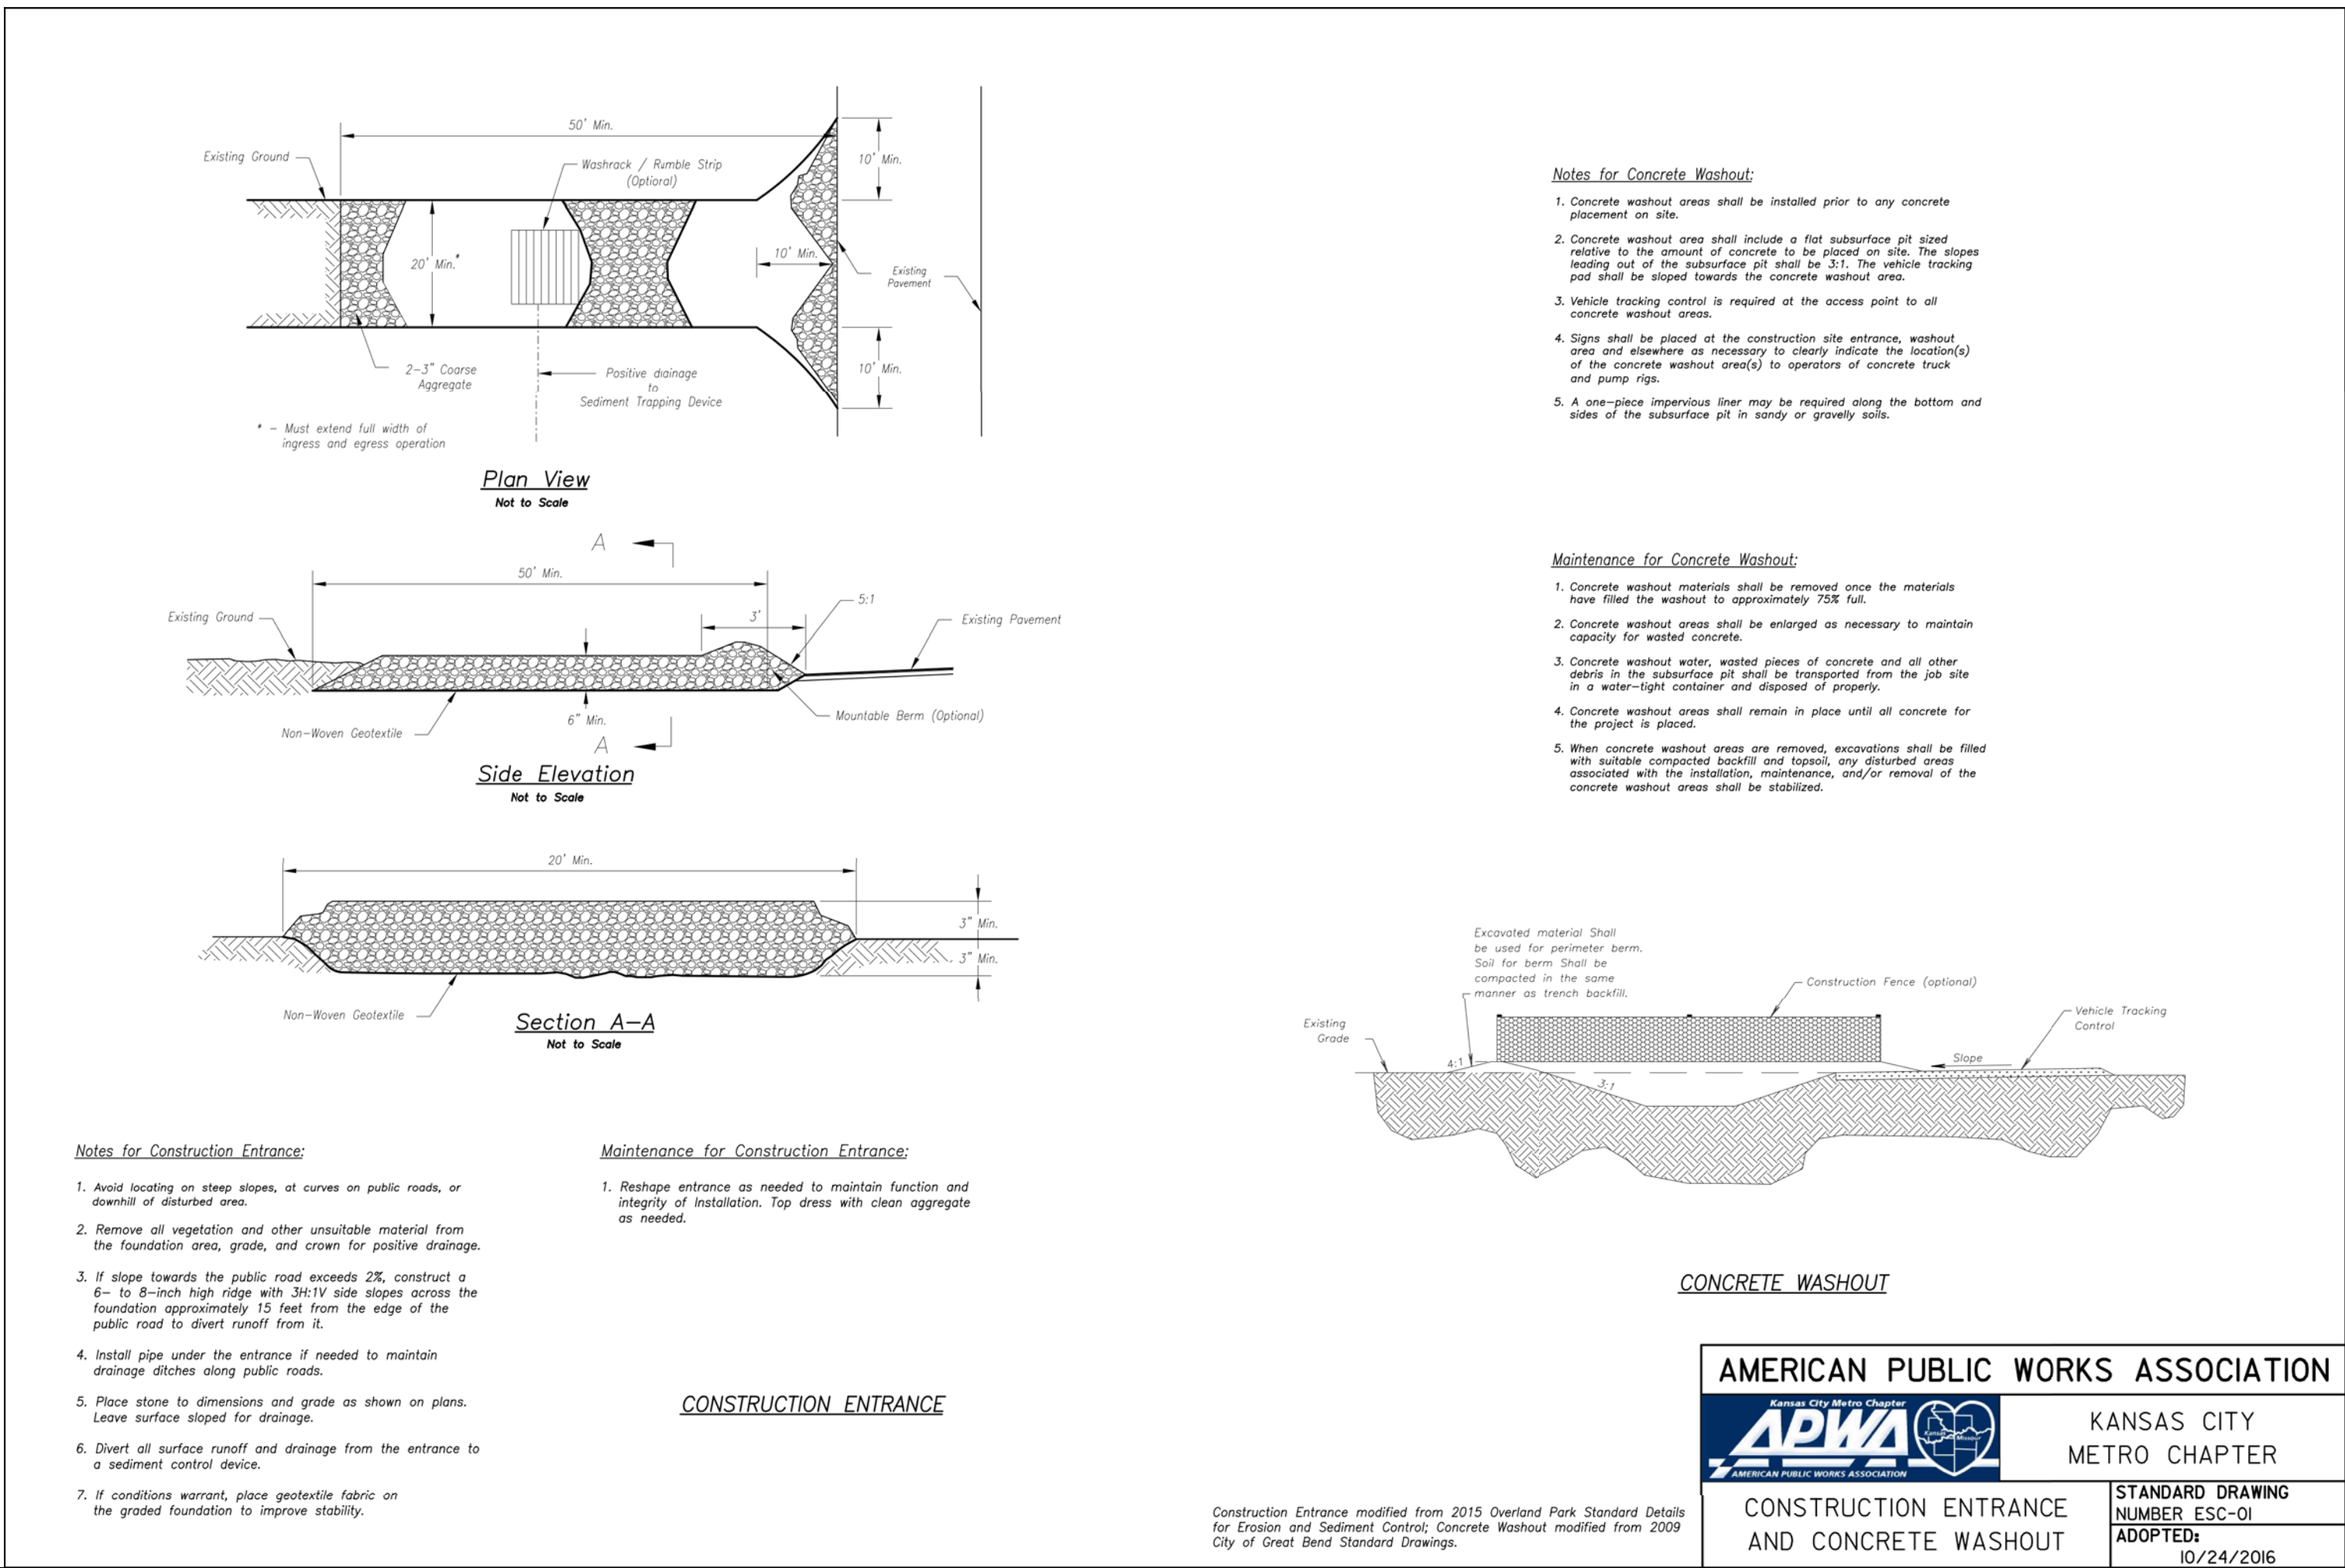 50' Min.
Existing Ground
Washrack / Rumble Strip
(Optional)
10' Min.
20' Min.*
10' Min.
Existing
Pavement
2-3" Coarse
Aggregate
Positive drainage
to
Sediment Trapping Device
10' Min.
* - Must extend full width of
ingress and egress operation
Plan View
Not to Scale
A
50' Min.
5:1
3'
Existing Ground
Existing Pavement
6" Min.
Mountable Berm (Optional)
Non-Woven Geotextile
A
Side Elevation
Not to Scale
20' Min.
3" Min.
3" Min.
Non-Woven Geotextile
Section A-A
Not to Scale
Notes for Construction Entrance:
1. Avoid locating on steep slopes, at curves on public roads, or
downhill of disturbed area.
2. Remove all vegetation and other unsuitable material from
the foundation area, grade, and crown for positive drainage.
3. If slope towards the public road exceeds 2%, construct a
6- to 8-inch high ridge with 3H:1V side slopes across the
foundation approximately 15 feet from the edge of the
public road to divert runoff from it.
4. Install pipe under the entrance if needed to maintain
drainage ditches along public roads.
5. Place stone to dimensions and grade as shown on plans.
Leave surface sloped for drainage.
6. Divert all surface runoff and drainage from the entrance to
a sediment control device.
7. If conditions warrant, place geotextile fabric on
the graded foundation to improve stability.
Maintenance for Construction Entrance:
1. Reshape entrance as needed to maintain function and
integrity of Installation. Top dress with clean aggregate
as needed.
CONSTRUCTION ENTRANCE
Notes for Concrete Washout:
1. Concrete washout areas shall be installed prior to any concrete
placement on site.
2. Concrete washout area shall include a flat subsurface pit sized
relative to the amount of concrete to be placed on site. The slopes
leading out of the subsurface pit shall be 3:1. The vehicle tracking
pad shall be sloped towards the concrete washout area.
3. Vehicle tracking control is required at the access point to all
concrete washout areas.
4. Signs shall be placed at the construction site entrance, washout
area and elsewhere as necessary to clearly indicate the location(s)
of the concrete washout area(s) to operators of concrete truck
and pump rigs.
5. A one-piece impervious liner may be required along the bottom and
sides of the subsurface pit in sandy or gravelly soils.
Maintenance for Concrete Washout:
1. Concrete washout materials shall be removed once the materials
have filled the washout to approximately 75% full.
2. Concrete washout areas shall be enlarged as necessary to maintain
capacity for wasted concrete.
3. Concrete washout water, wasted pieces of concrete and all other
debris in the subsurface pit shall be transported from the job site
in a water-tight container and disposed of properly.
4. Concrete washout areas shall remain in place until all concrete for
the project is placed.
5. When concrete washout areas are removed, excavations shall be filled
with suitable compacted backfill and topsoil, any disturbed areas
associated with the installation, maintenance, and/or removal of the
concrete washout areas shall be stabilized.
Excavated material Shall
be used for perimeter berm.
Soil for berm Shall be
compacted in the same
manner as trench backfill.
Construction Fence (optional)
Vehicle Tracking
Control
Existing
Grade
4:1
Slope
3:1
CONCRETE WASHOUT
Construction Entrance modified from 2015 Overland Park Standard Details
for Erosion and Sediment Control; Concrete Washout modified from 2009
City of Great Bend Standard Drawings.
AMERICAN PUBLIC WORKS ASSOCIATION
Kansas City Metro Chapter
APWA
Kansas
Missouri
AMERICAN PUBLIC WORKS ASSOCIATION
KANSAS CITY
METRO CHAPTER
CONSTRUCTION ENTRANCE
AND CONCRETE WASHOUT
STANDARD DRAWING
NUMBER ESC-01
ADOPTED:
10/24/2016